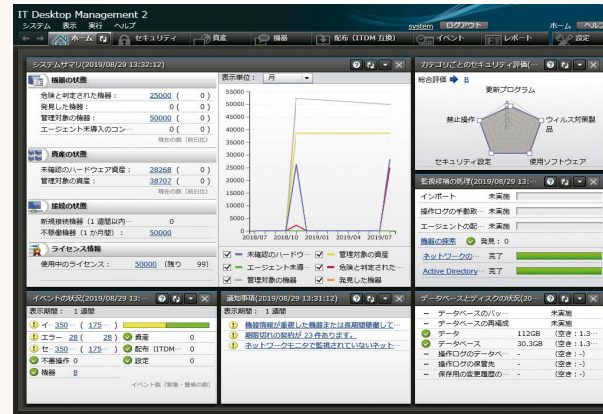 IT Desktop Management 2
システム 表示 実行 ヘルプ
system ログアウト
ホーム ヘルプ
ホーム セキュリティ 資産 機器 配布 (ITDM 互換) イベント レポート 設定
システムサマリ(2019/08/29 13:32:12)
機器の状態
危険と判定された機器： 25000 ( 0)
発見した機器： 0 ( 0)
管理対象の機器： 50000 ( 0)
エージェント未導入のコン… 0 ( 0)
現在の数 (前日比)
資産の状態
未確認のハードウェア資産： 28268 ( 0)
管理対象の資産： 38707 ( 0)
現在の数 (前日比)
接続の状態
新規接続機器 (1 週間以内… 0
不稼働機器 (1 か月間) ： 50000
ライセンス情報
使用中のライセンス： 50000 (残り 99)
表示単位： 月
55000
50000
45000
40000
35000
30000
25000
20000
15000
10000
5000
0
2018/07 2018/10 2019/01 2019/04 2019/07
未確認のハードウ… 管理対象の資産
エージェント未導… 危険と判定された…
管理対象の機器 発見した機器
カテゴリごとのセキュリティ評価(…
総合評価 B
更新プログラム
禁止操作
ウィルス対策製品
セキュリティ設定 使用ソフトウェア
監視候補の処理(2019/08/29 13:…
インポート 未実施
操作ログの手動取… 未実施
エージェントの配… 未実施
機器の探索 発見： 0
ネットワークの… 完了
Active Directory… 完了
イベントの状況(2019/08/29 13:…
表示期間： 1 週間
イ… 350… ( 175… )
エラー 28 ( 28) 資産 0
セ… 350… ( 175… ) 配布 (ITDM… 0
不審操作 0 設定 0
機器 8
イベント数 (緊急・警戒の数)
通知事項(2019/08/29 13:31:12)
表示期間： 1 週間
機器情報が重複した機器または長期間稼働して…
期限切れの契約が 23 件あります。
ネットワークモニタで監視されていないネット…
データベースとディスクの状況(20…
データベースのバッ… 未実施
データベースの再編成 未実施
データ 112GB (空き：1.3…
データベース 30.3GB (空き：1.3…
操作ログのデータベ… - (空き：-)
操作ログの保管先 - (空き：-)
保存用の変更履歴の… - (空き：-)